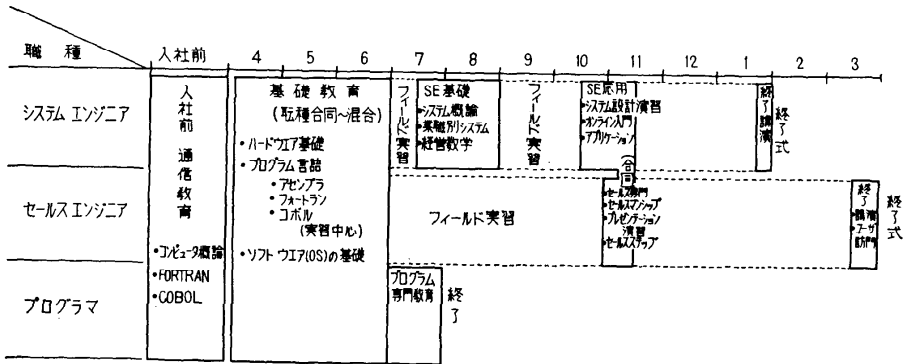 職種
入社前
4 5 6 7 8 9 10 11 12 1 2 3
システム エンジニア
セールス エンジニア
プログラマ
入社前 通信教育
•コンピュータ概論
•FORTRAN
•COBOL
基礎教育
(転種合同～混合)
•ハードウエア基礎
•プログラム言語
•アセンブラ
•フォートラン
•コボル
(実習中心)
•ソフトウエア(OS)の基礎
フィールド実習
SE基礎
•システム概論
•業種別システム
•経営数学
フィールド実習
SE応用
•システム設計演習
•オンライン入門
•アプリケーション
(合同)
終了講演
終了式
フィールド実習
•セールス専門
•セールスマンシップ
•プレゼンテーション
演習
•セールスステップ
終了
•講演
•ユーザ
訪問
終了式
プログラム
専門教育
終了